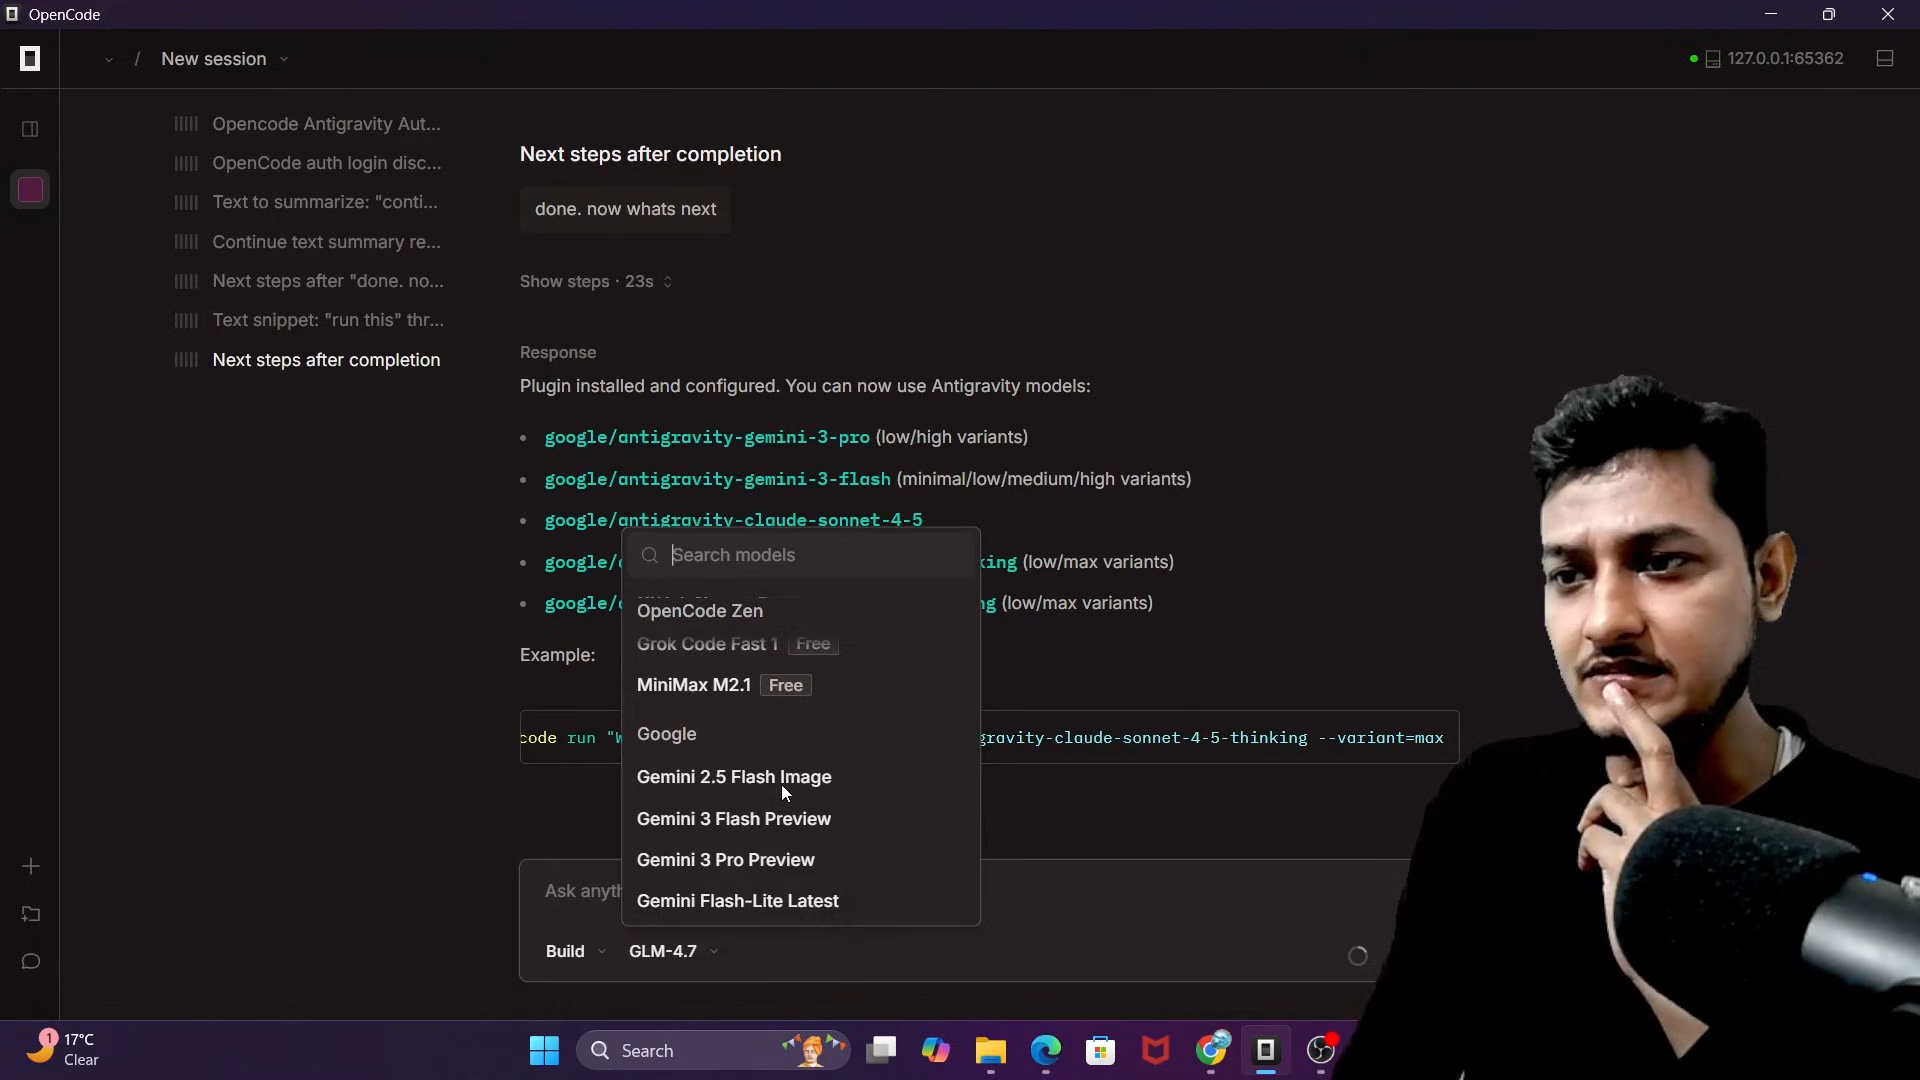 OpenCode
/ New session
127.0.0.1:65362
Opencode Antigravity Aut...
OpenCode auth login disc...
Text to summarize: "conti...
Continue text summary re...
Next steps after "done. no...
Text snippet: "run this" thr...
Next steps after completion
Next steps after completion
done. now whats next
Show steps · 23s
Response
Plugin installed and configured. You can now use Antigravity models:
google/antigravity-gemini-3-pro (low/high variants)
google/antigravity-gemini-3-flash (minimal/low/medium/high variants)
google/antigravity-claude-sonnet-4-5
google/ king (low/max variants)
google/ ng (low/max variants)
Example:
code run "W gravity-claude-sonnet-4-5-thinking --variant=max
Search models
OpenCode Zen
Grok Code Fast 1 Free
MiniMax M2.1 Free
Google
Gemini 2.5 Flash Image
Gemini 3 Flash Preview
Gemini 3 Pro Preview
Gemini Flash-Lite Latest
Ask anyth
Build GLM-4.7
1
17°C
Clear
Search